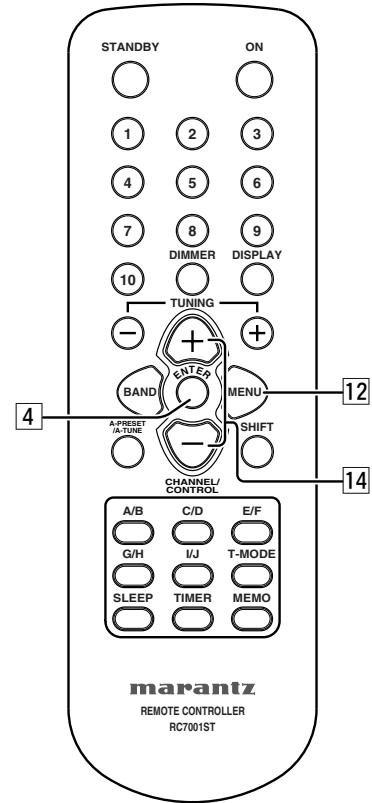 STANDBY ON
1 2 3
4 5 6
7 8 9
DIMMER DISPLAY
10
TUNING
− + +
ENTER
BAND MENU 12
4
A-PRESET
/A-TUNE
− SHIFT
14
CHANNEL/
CONTROL
A/B C/D E/F
G/H I/J T-MODE
SLEEP TIMER MEMO
marantz
REMOTE CONTROLLER
RC7001ST